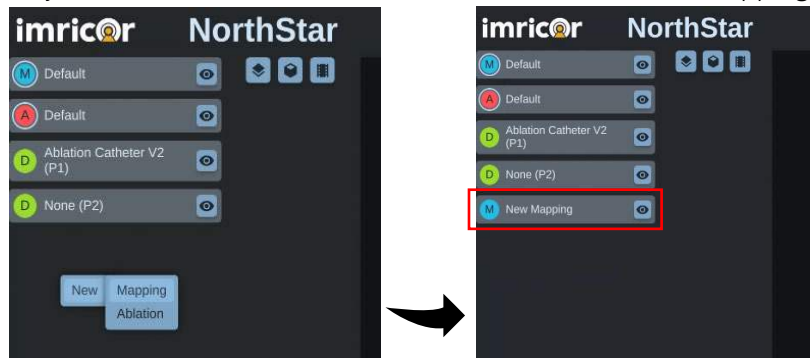 imricor NorthStar
M Default
A Default
D Ablation Catheter V2
(P1)
D None (P2)
New Mapping
Ablation
imricor NorthStar
M Default
A Default
D Ablation Catheter V2
(P1)
D None (P2)
M New Mapping